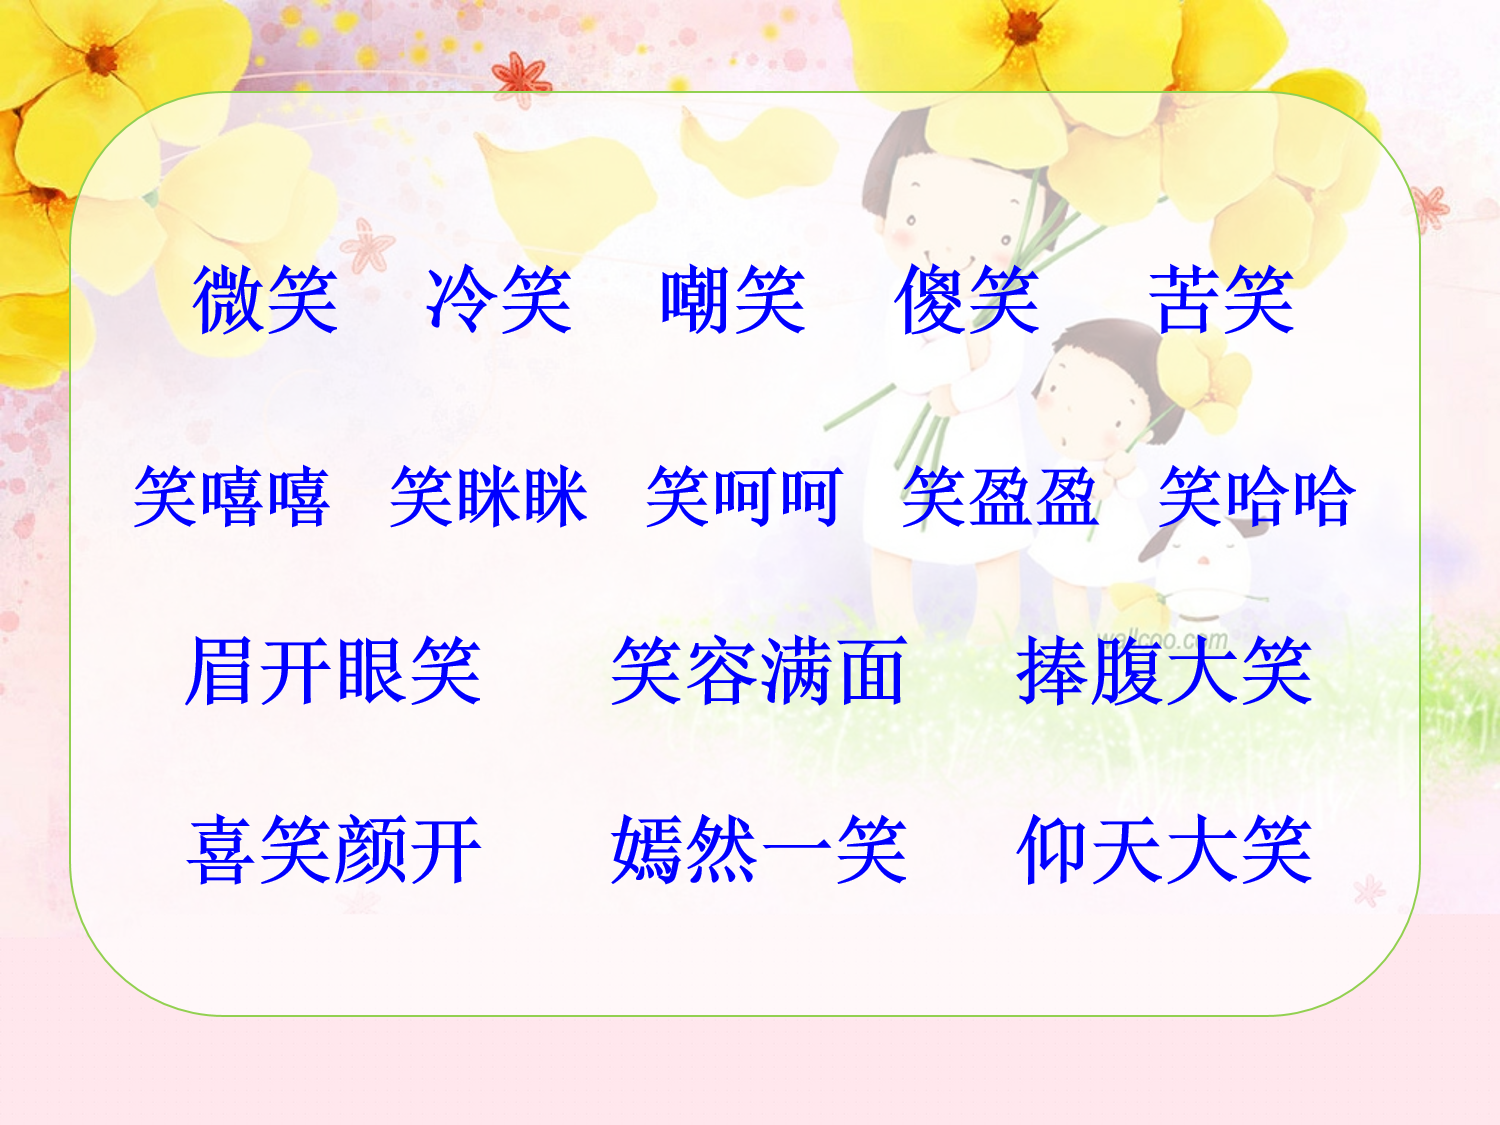 微笑 冷笑 嘲笑 傻笑 苦笑
笑嘻嘻 笑眯眯 笑呵呵 笑盈盈 笑哈哈
wallcoo.com
眉开眼笑 笑容满面 捧腹大笑
喜笑颜开 嫣然一笑 仰天大笑